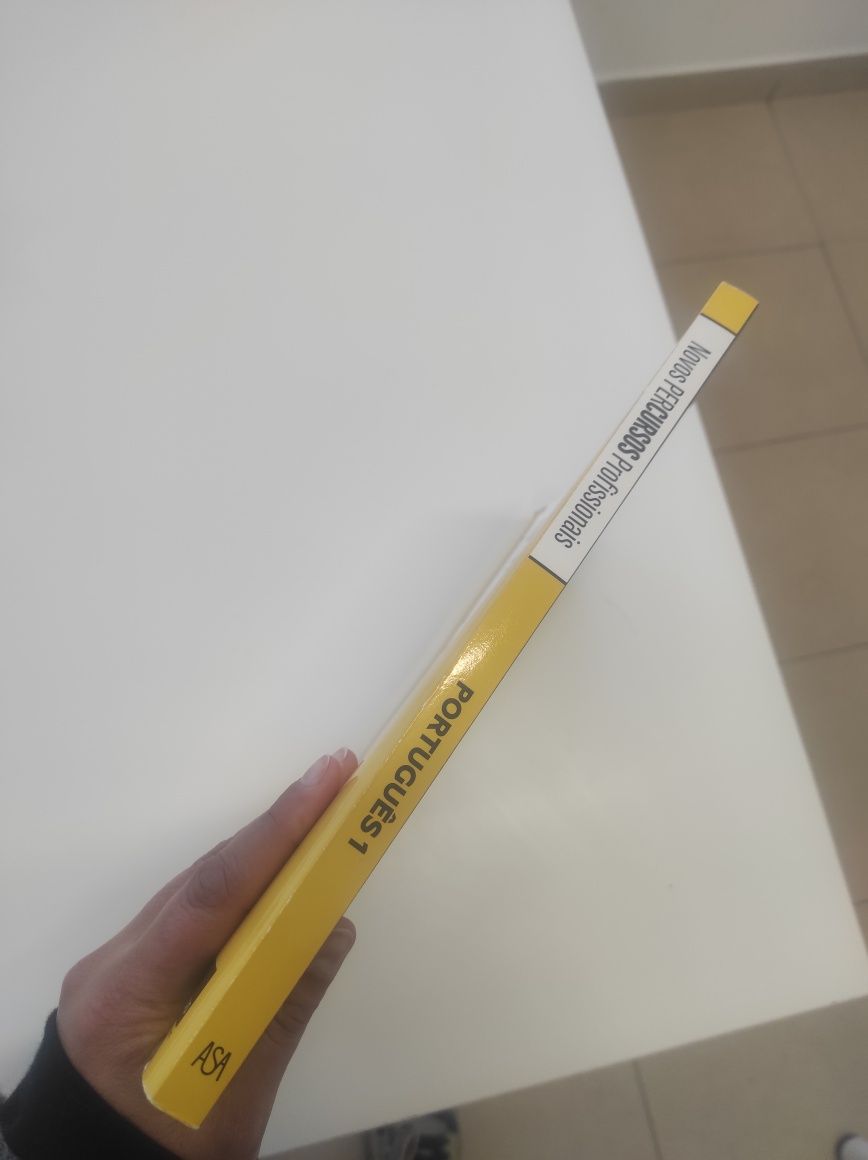 Novos PERCURSOS Profissionais
PORTUGUÊS 1
ASA